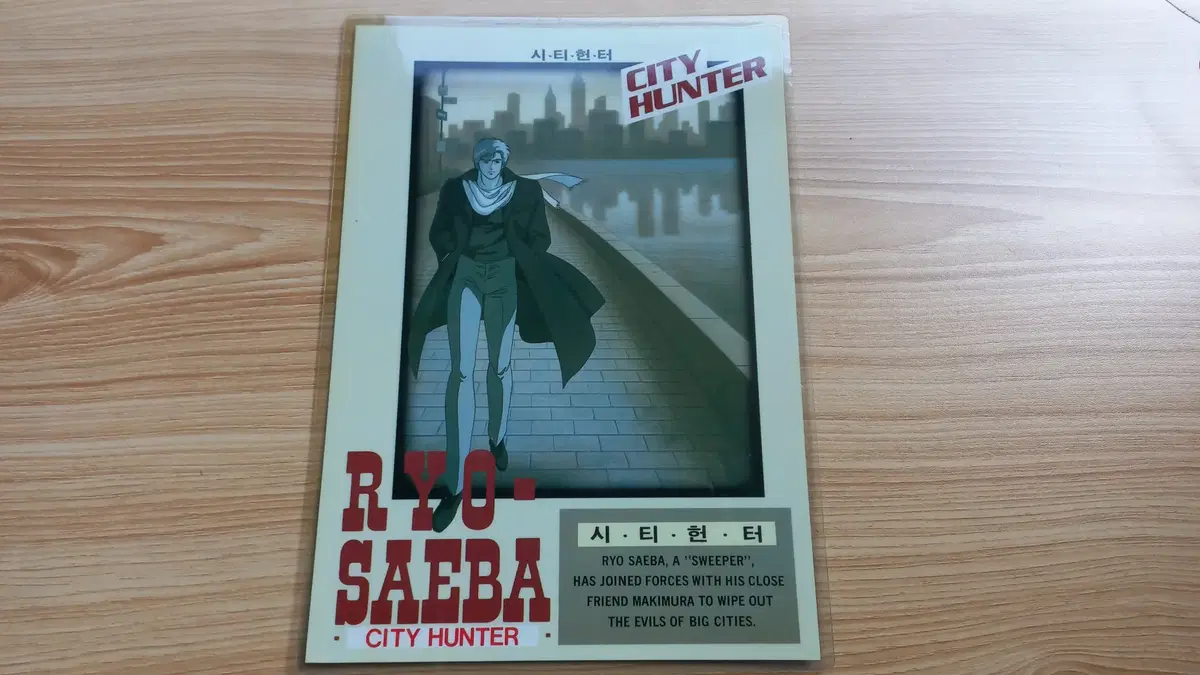 시·티·헌·터
CITY
HUNTER
RYO·
SAEBA
· CITY HUNTER ·
시·티·헌·터
RYO SAEBA, A "SWEEPER",
HAS JOINED FORCES WITH HIS CLOSE
FRIEND MAKIMURA TO WIPE OUT
THE EVILS OF BIG CITIES.